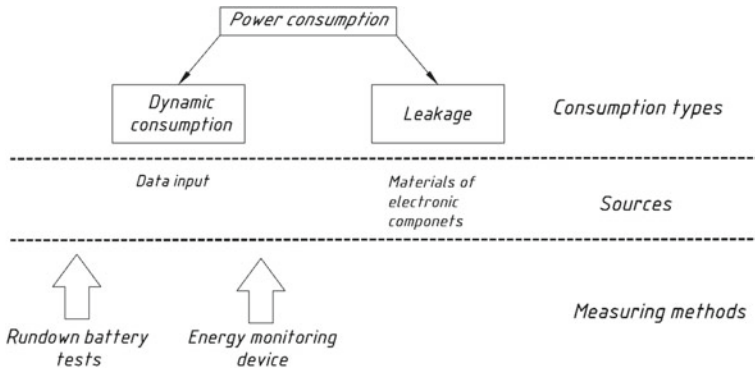 Power consumption
Dynamic
consumption
Leakage
Consumption types
Data input
Materials of
electronic
componets
Sources
Rundown battery
tests
Energy monitoring
device
Measuring methods